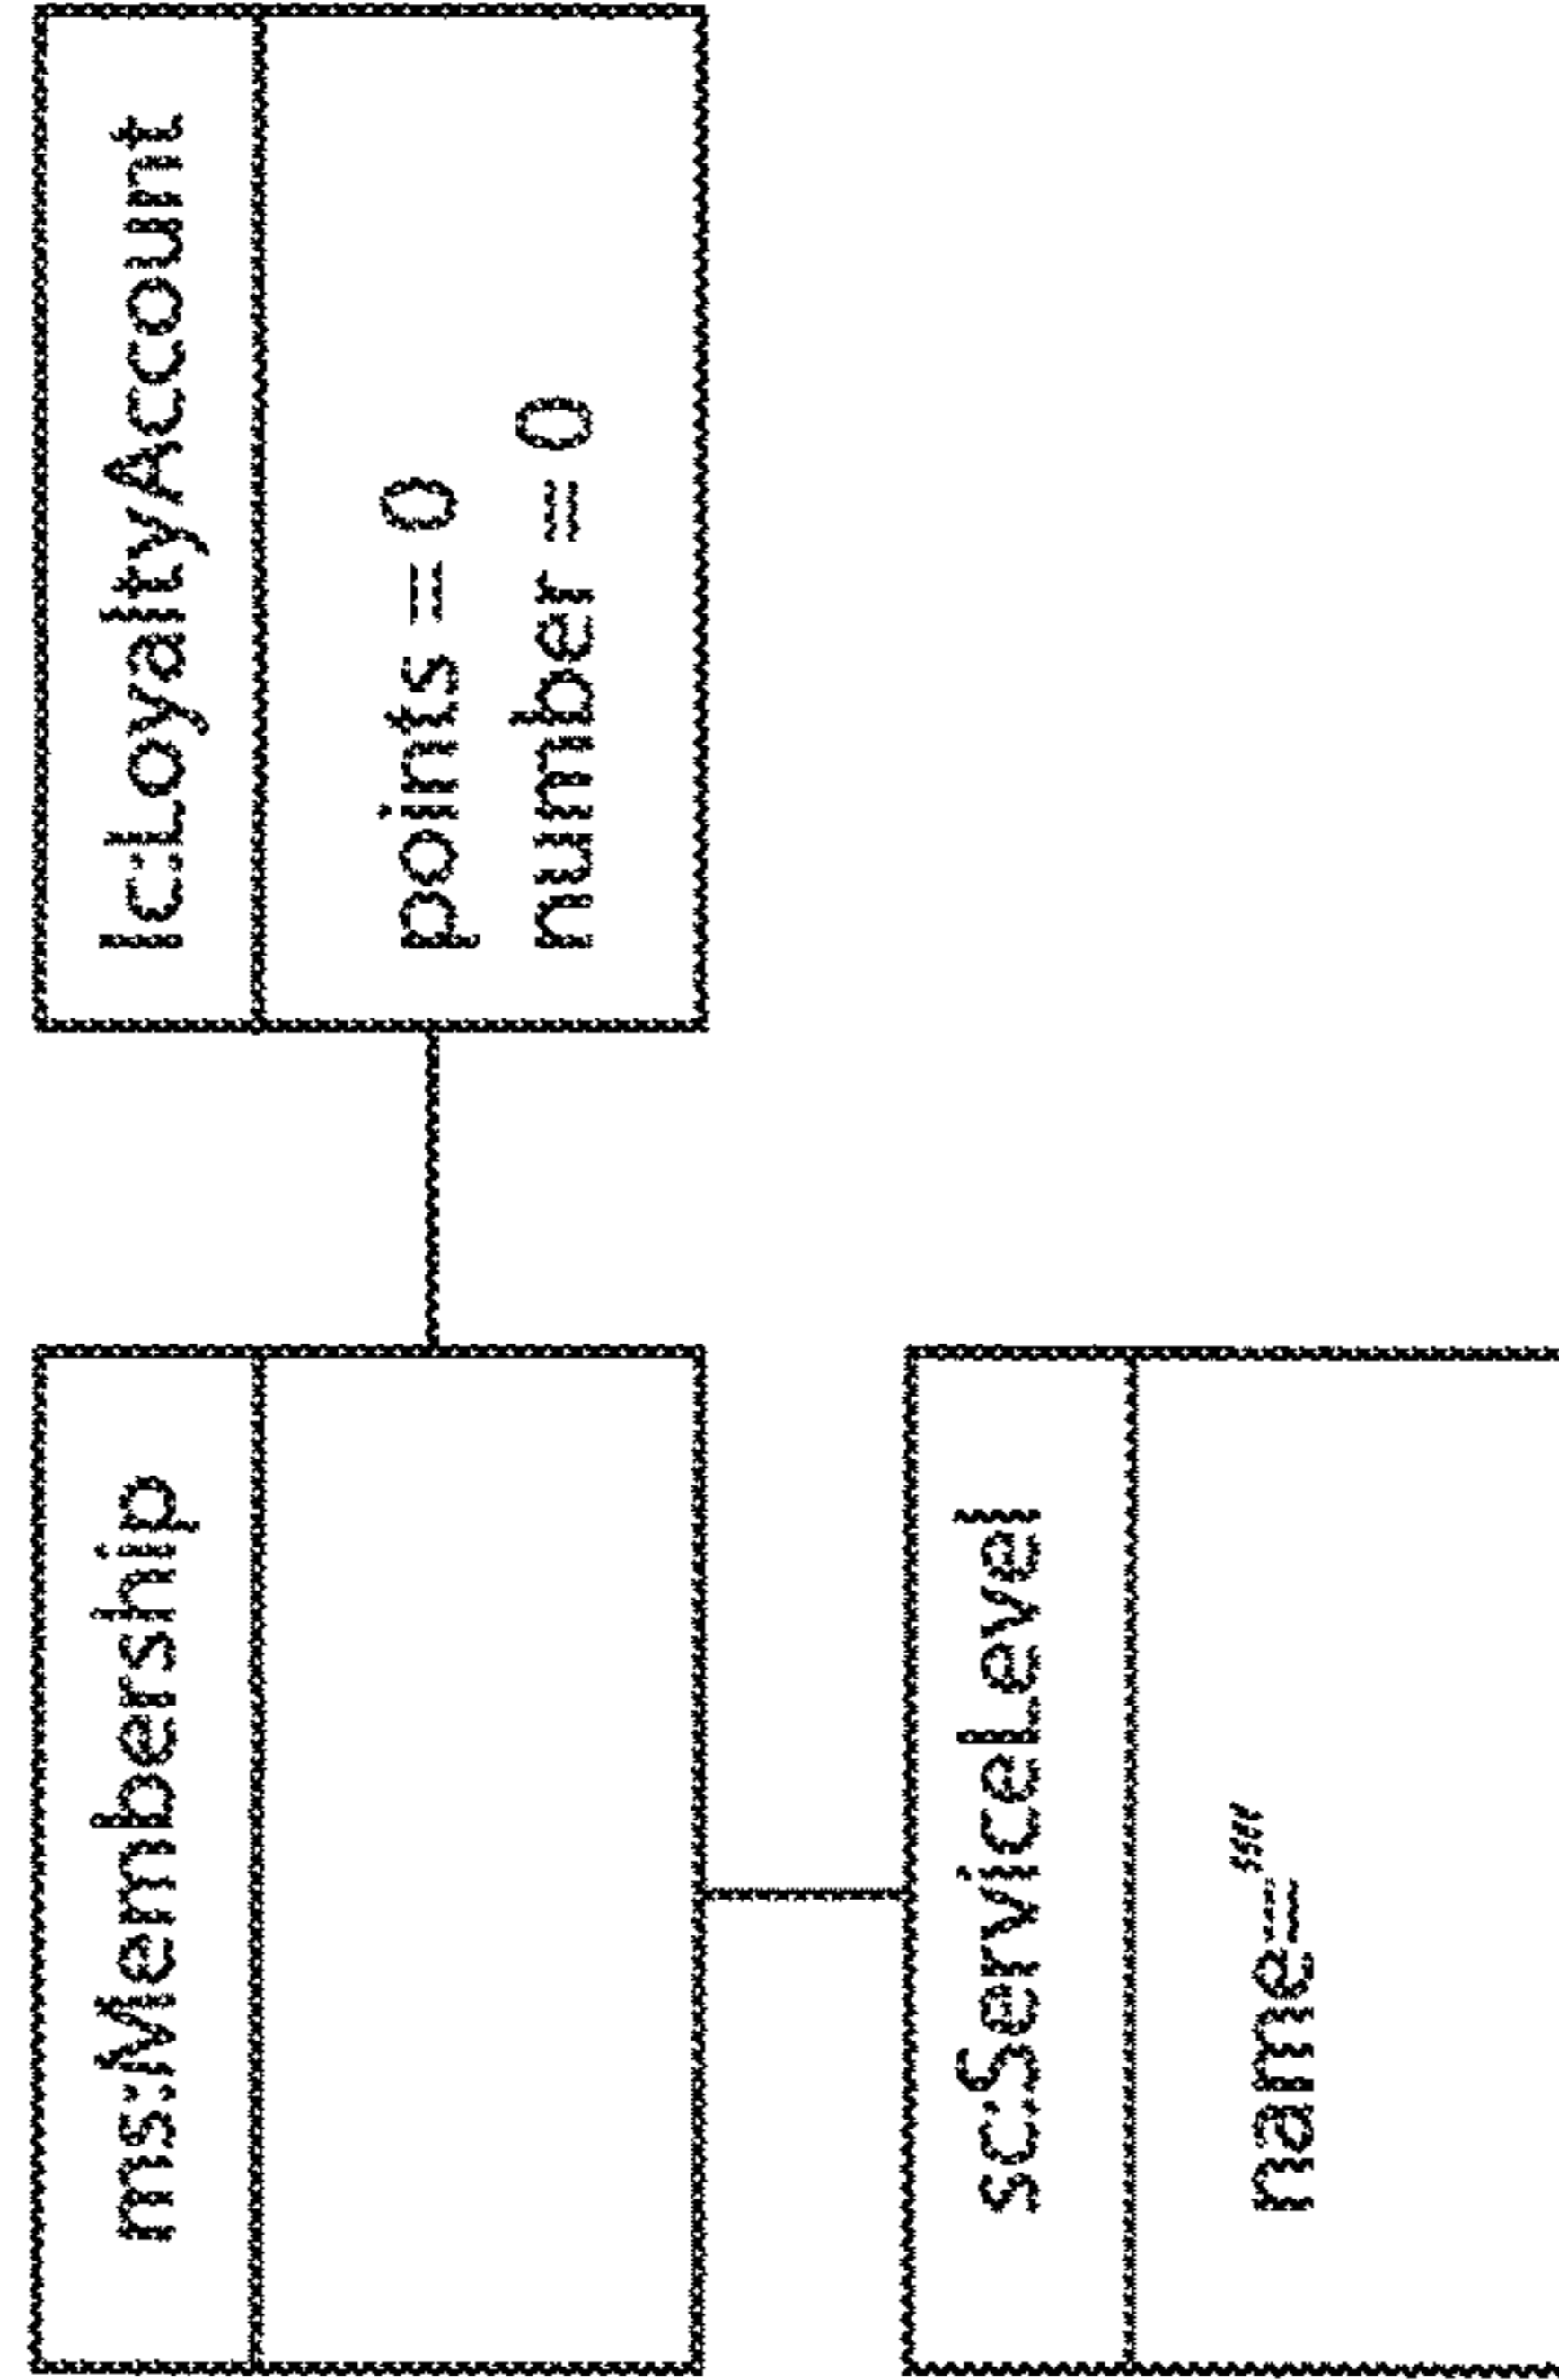 ms:Membership
lc:LoyaltyAccount
points = 0
number = 0
sc:ServiceLevel
name=""